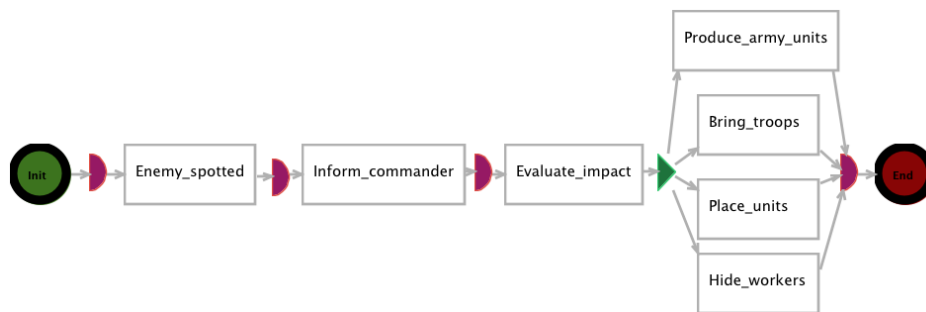 Init
Enemy_spotted
Inform_commander
Evaluate_impact
Produce_army_units
Bring_troops
Place_units
Hide_workers
End